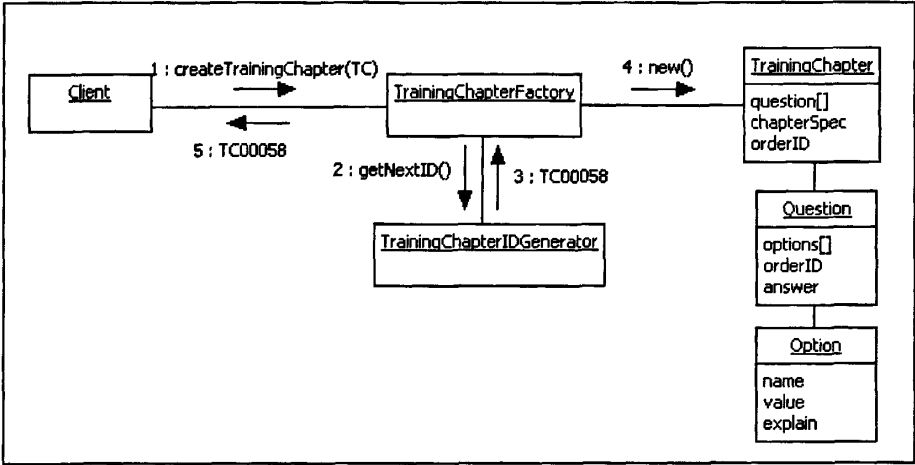 1 : createTrainingChapter(TC)
4 : new()
Client
TrainingChapterFactory
TrainingChapter
question[]
chapterSpec
orderID
5 : TC00058
2 : getNextID()
3 : TC00058
TrainingChapterIDGenerator
Question
options[]
orderID
answer
Option
name
value
explain